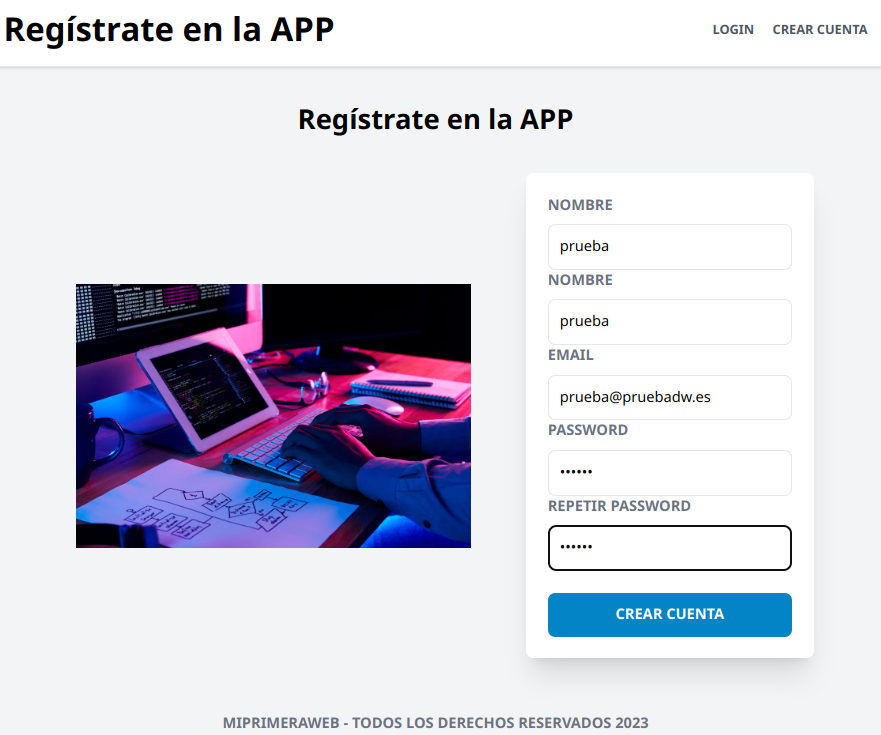 Regístrate en la APP
LOGIN CREAR CUENTA
Regístrate en la APP
NOMBRE
prueba
NOMBRE
prueba
EMAIL
prueba@pruebadw.es
PASSWORD
••••••
REPETIR PASSWORD
••••••
CREAR CUENTA
MIPRIMERAWEB - TODOS LOS DERECHOS RESERVADOS 2023